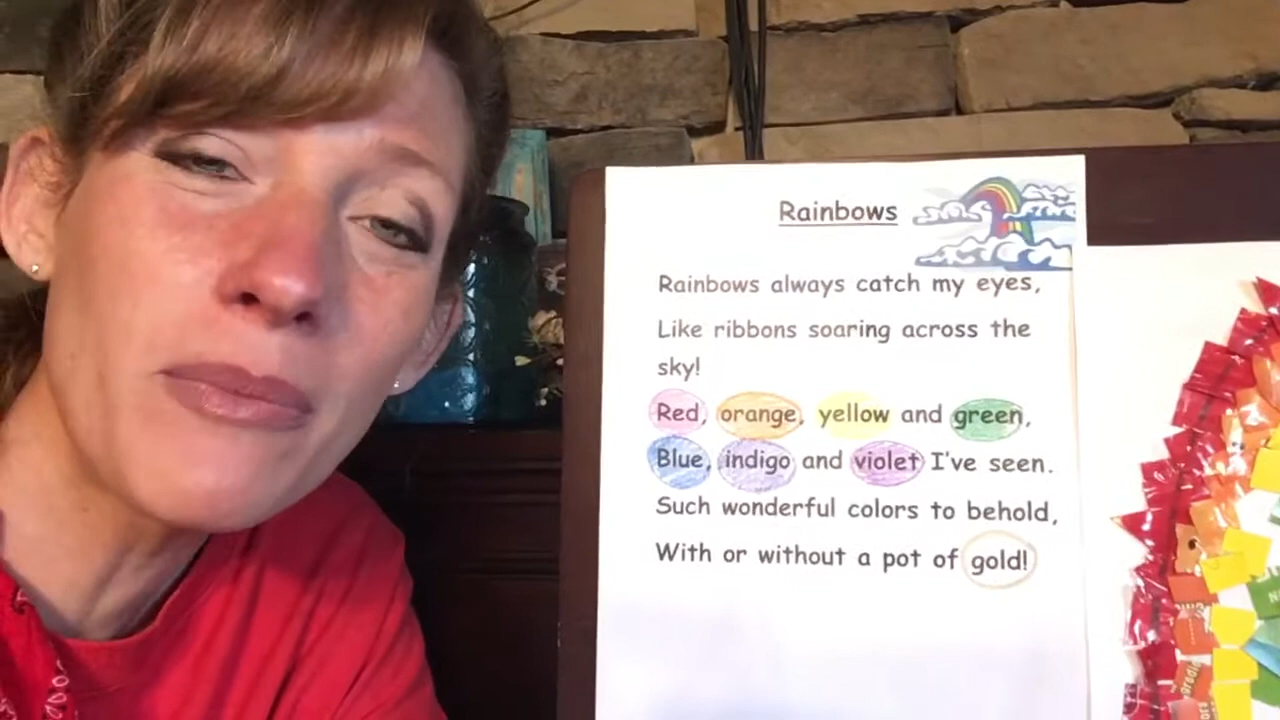 Rainbows
Rainbows always catch my eyes,
Like ribbons soaring across the
sky!
Red, orange, yellow and green,
Blue, indigo and violet I've seen.
Such wonderful colors to behold,
With or without a pot of gold!